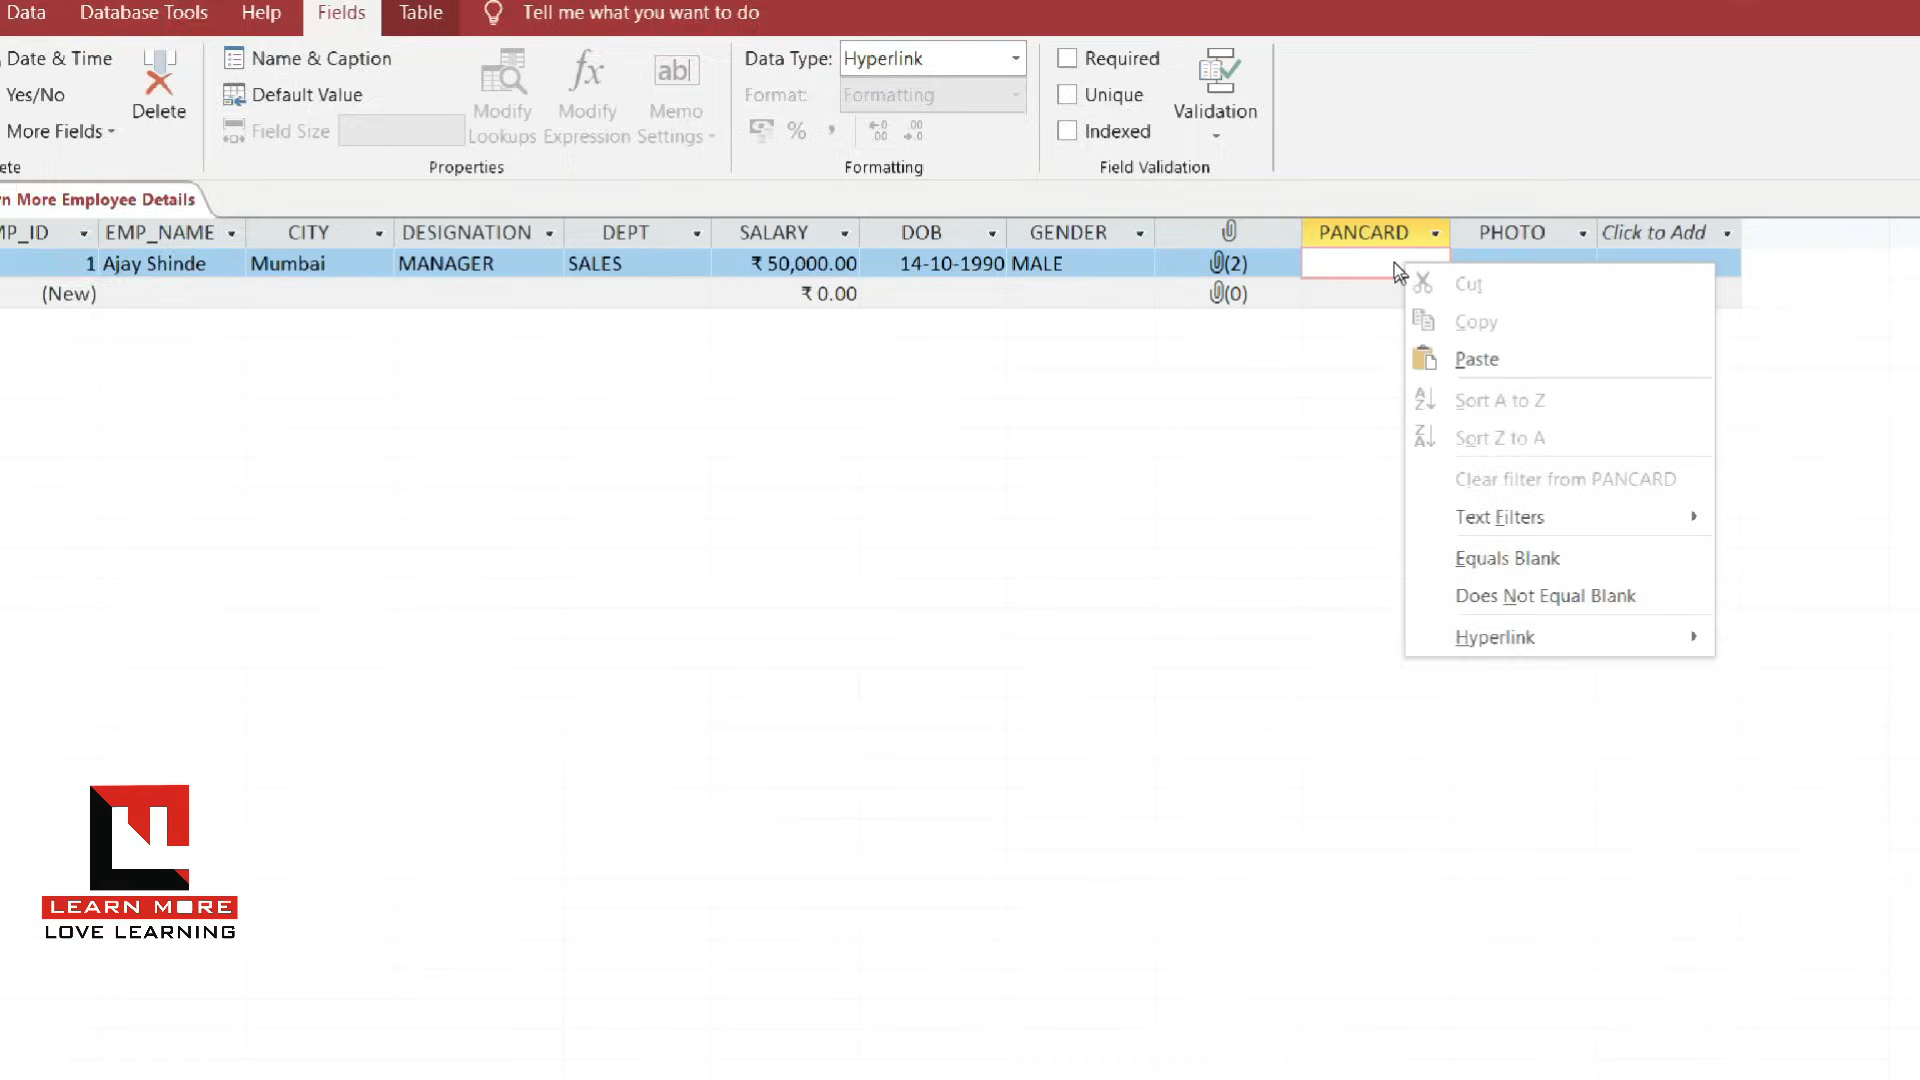 Data Database Tools Help Fields Table Tell me what you want to do
Date & Time
Yes/No
More Fields
Delete
Name & Caption
Default Value
Field Size
Modify Lookups
Modify Expression
ab|
Memo Settings
Properties
Data Type: Hyperlink
Format: Formatting
%
Formatting
Required
Unique
Indexed
Validation
Field Validation
More Employee Details
EMP_NAME CITY DESIGNATION DEPT SALARY DOB GENDER PANCARD PHOTO Click to Add
1 Ajay Shinde Mumbai MANAGER SALES ₹ 50,000.00 14-10-1990 MALE (2)
(New) ₹ 0.00 (0)
Cut
Copy
Paste
Sort A to Z
Sort Z to A
Clear filter from PANCARD
Text Filters
Equals Blank
Does Not Equal Blank
Hyperlink
LEARN MORE
LOVE LEARNING